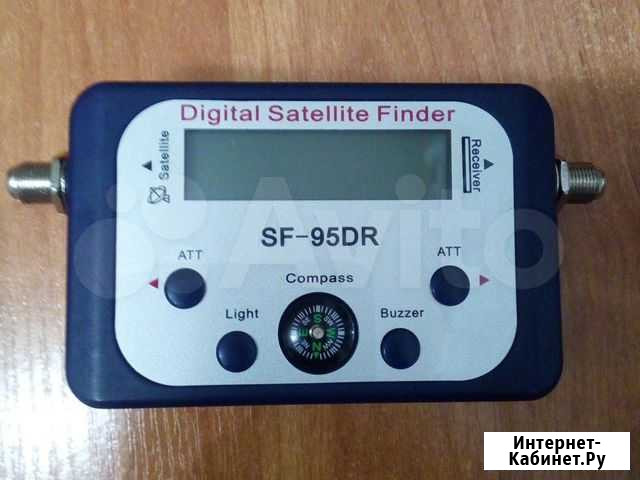 Digital Satellite Finder
Satellite
Receiver
SF-95DR
ATT
ATT
Compass
Light
Buzzer
S
E
W
N
Avito
Интернет-
Кабинет.Ру